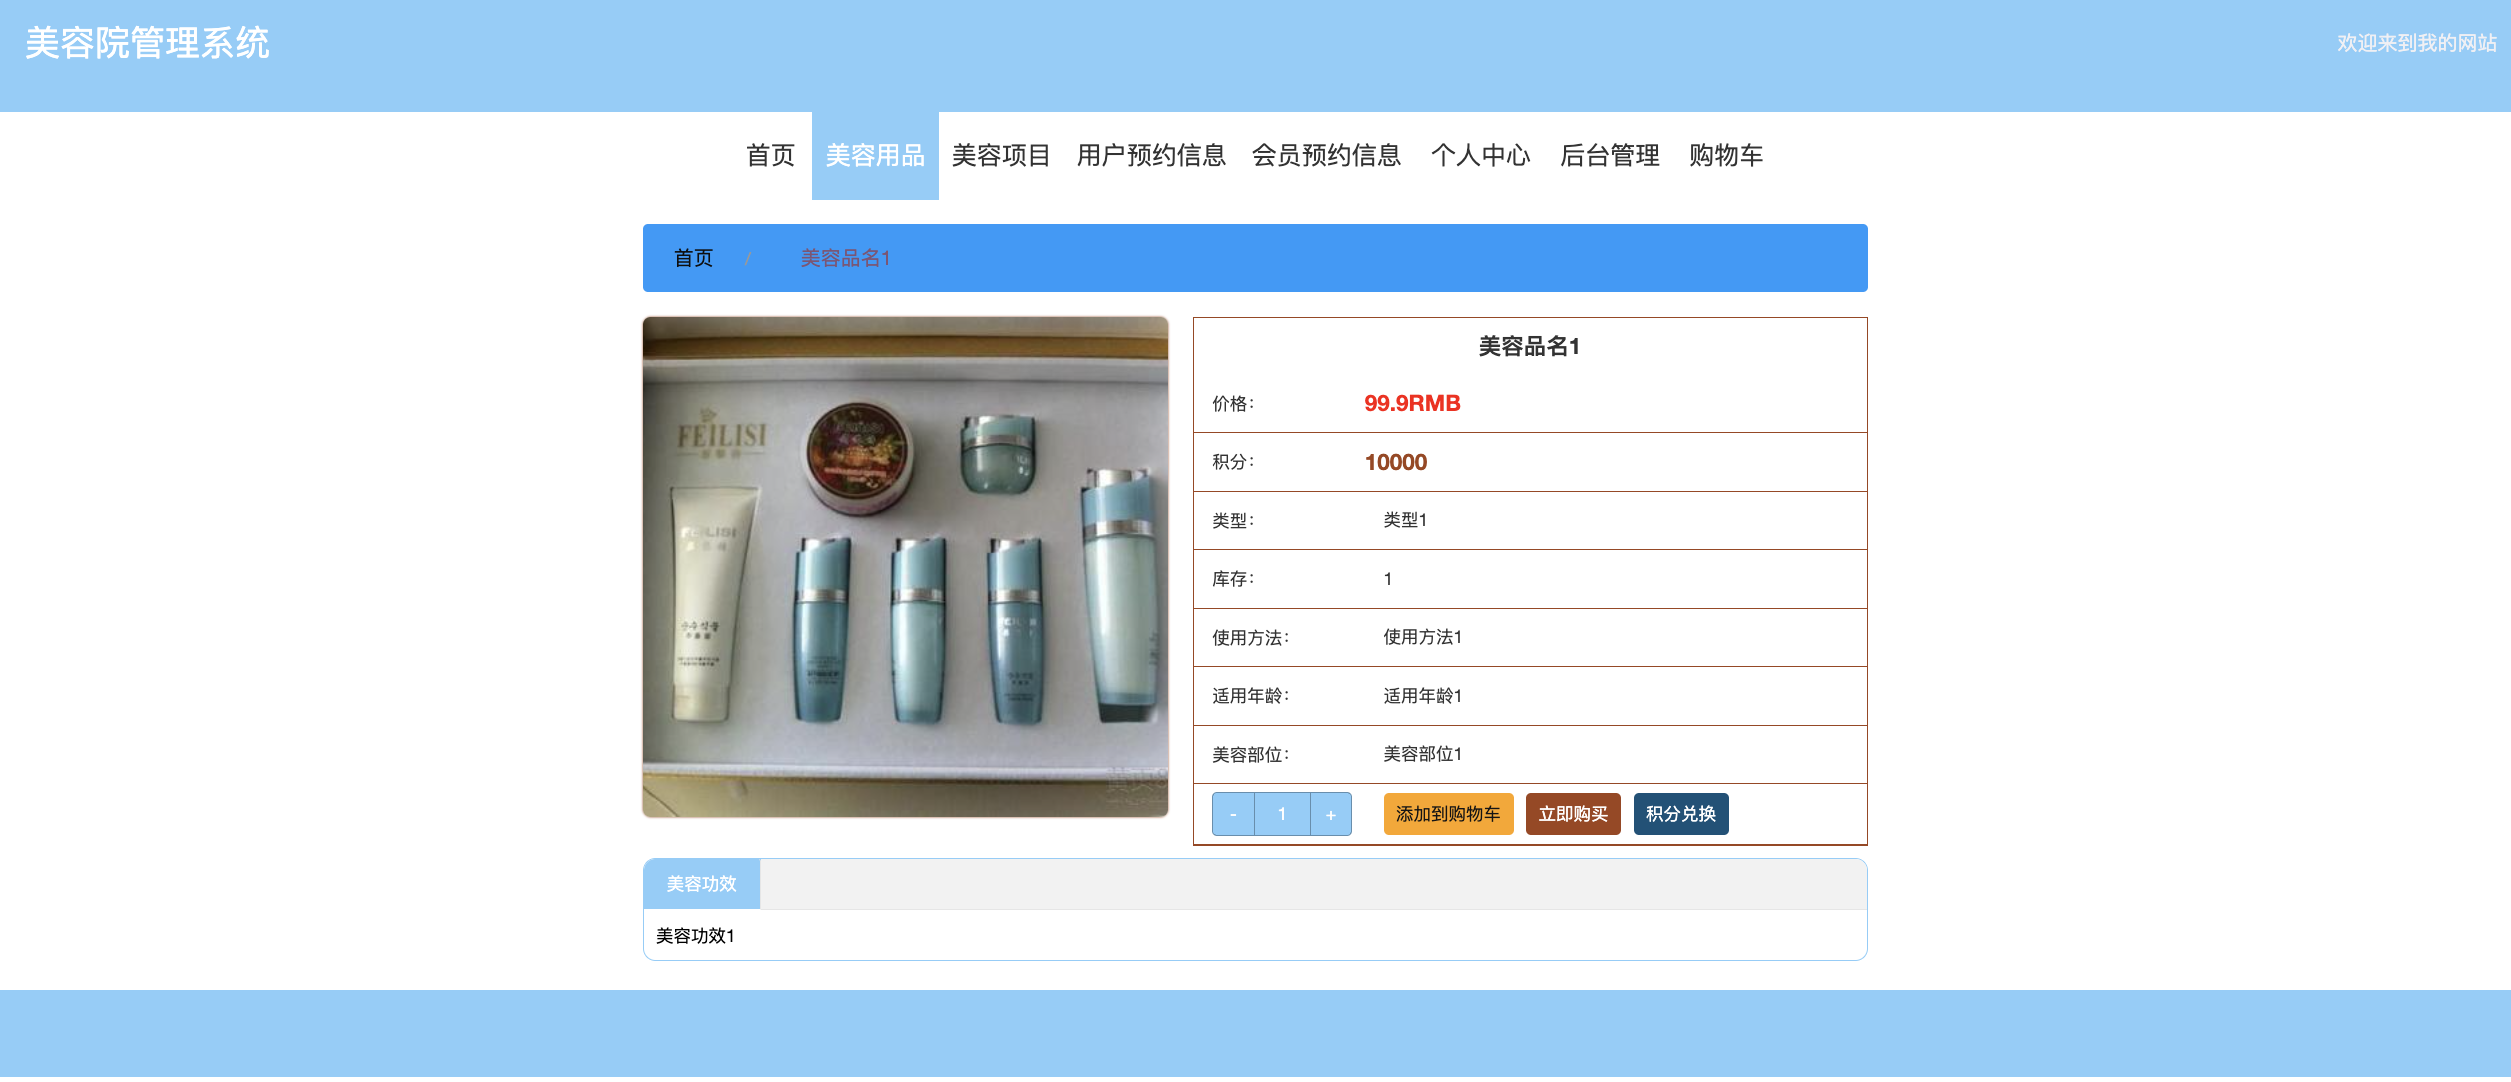 美容院管理系统
欢迎来到我的网站
首页 美容用品 美容项目 用户预约信息 会员预约信息 个人中心 后台管理 购物车
首页 / 美容品名1
FEILISI
FEILISI
FEILISI
美容品名1
价格: 99.9RMB
积分: 10000
类型: 类型1
库存: 1
使用方法: 使用方法1
适用年龄: 适用年龄1
美容部位: 美容部位1
- 1 + 添加到购物车 立即购买 积分兑换
美容功效
美容功效1